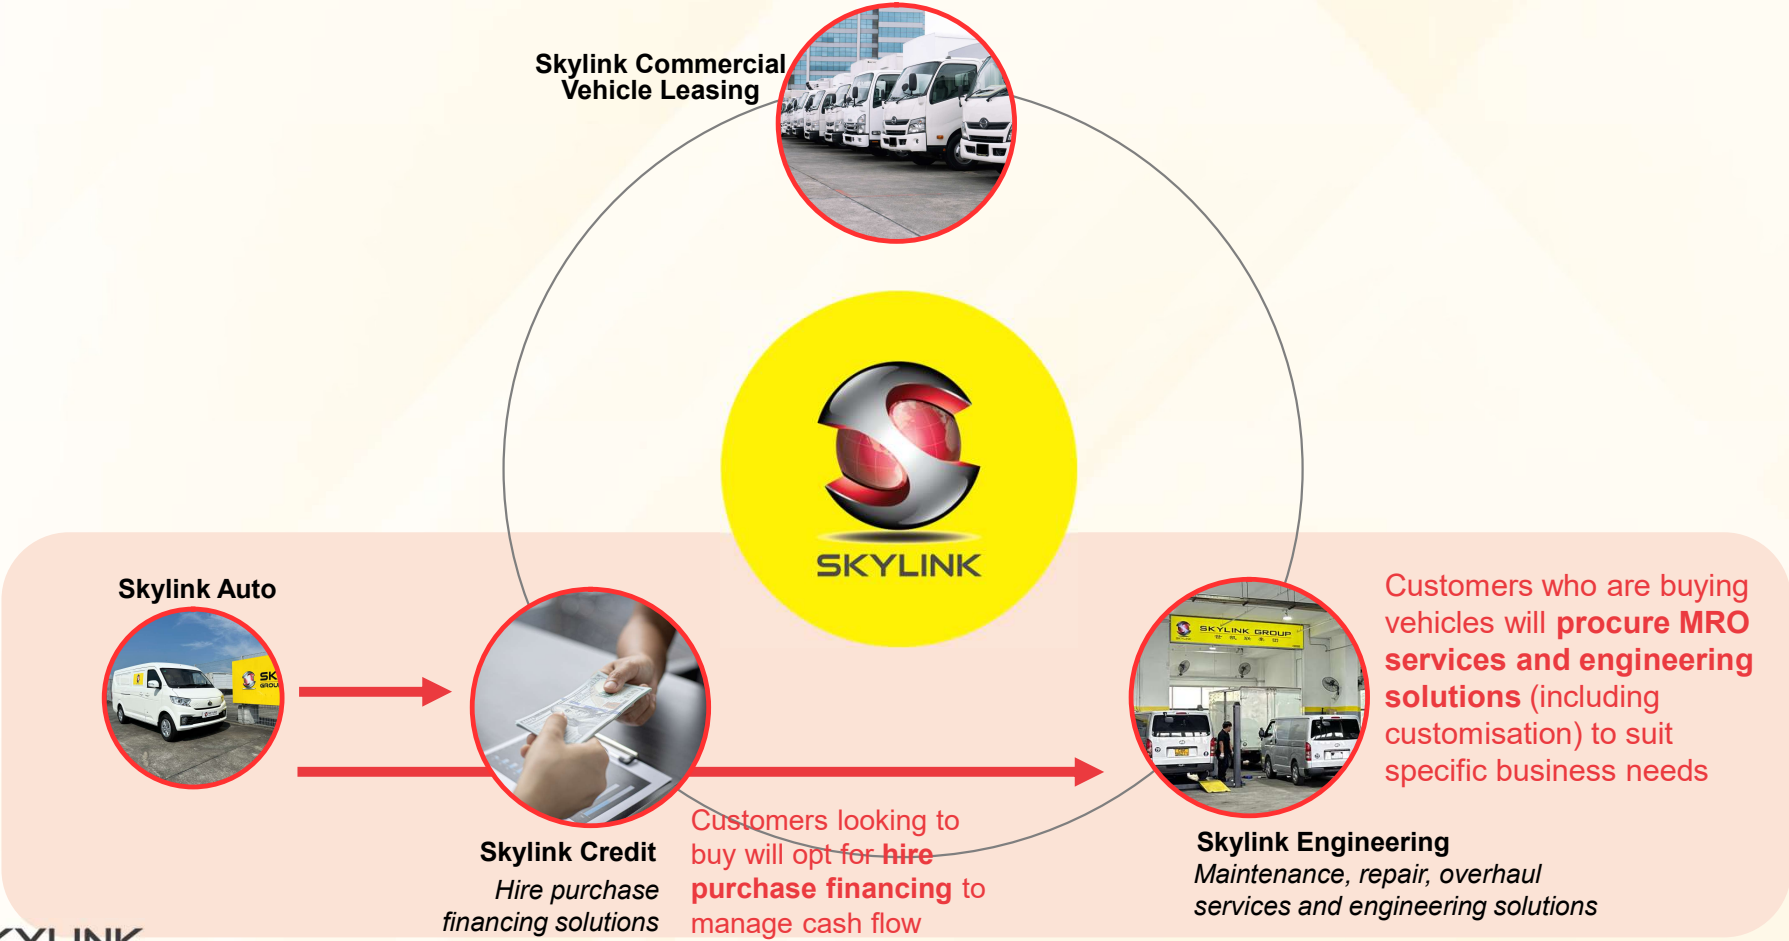 Skylink Commercial
Vehicle Leasing
SKYLINK
Skylink Auto
SKYLINK GROUP
Customers who are buying
vehicles will procure MRO
services and engineering
solutions (including
customisation) to suit
specific business needs
Skylink Credit
Hire purchase
financing solutions
Customers looking to
buy will opt for hire
purchase financing to
manage cash flow
Skylink Engineering
Maintenance, repair, overhaul
services and engineering solutions